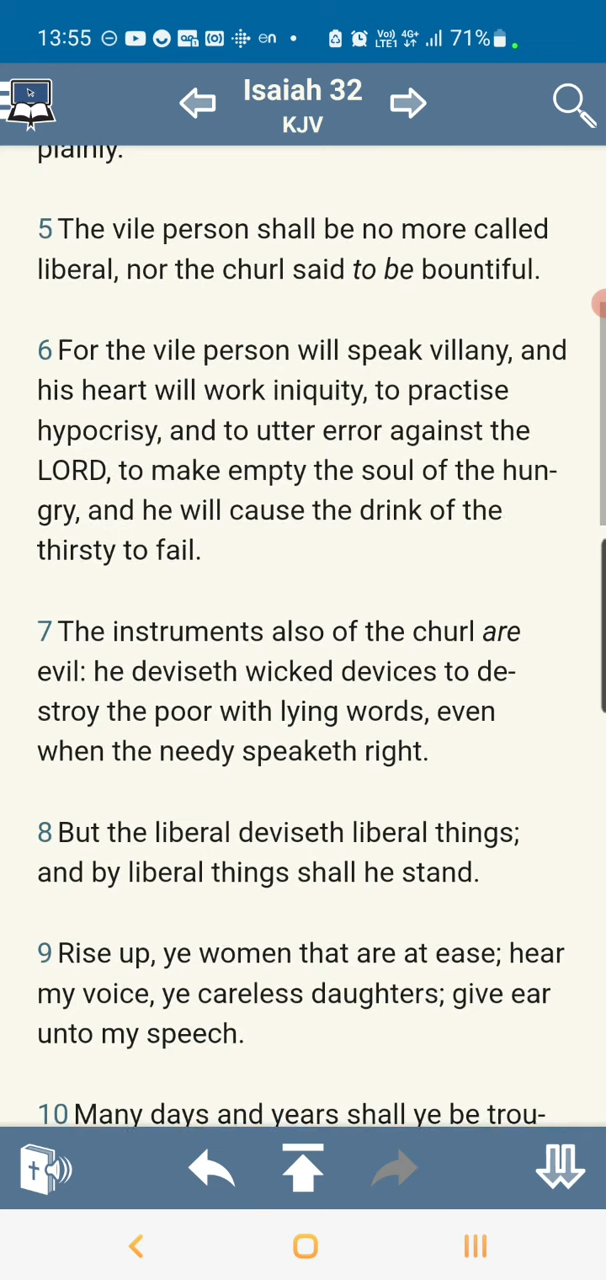 13:55 en Vo)) LTE1 4G+ 71%
Isaiah 32
KJV
plainly.
5 The vile person shall be no more called
liberal, nor the churl said to be bountiful.
6 For the vile person will speak villany, and
his heart will work iniquity, to practise
hypocrisy, and to utter error against the
LORD, to make empty the soul of the hun-
gry, and he will cause the drink of the
thirsty to fail.
7 The instruments also of the churl are
evil: he deviseth wicked devices to de-
stroy the poor with lying words, even
when the needy speaketh right.
8 But the liberal deviseth liberal things;
and by liberal things shall he stand.
9 Rise up, ye women that are at ease; hear
my voice, ye careless daughters; give ear
unto my speech.
10 Many days and years shall ye be trou-